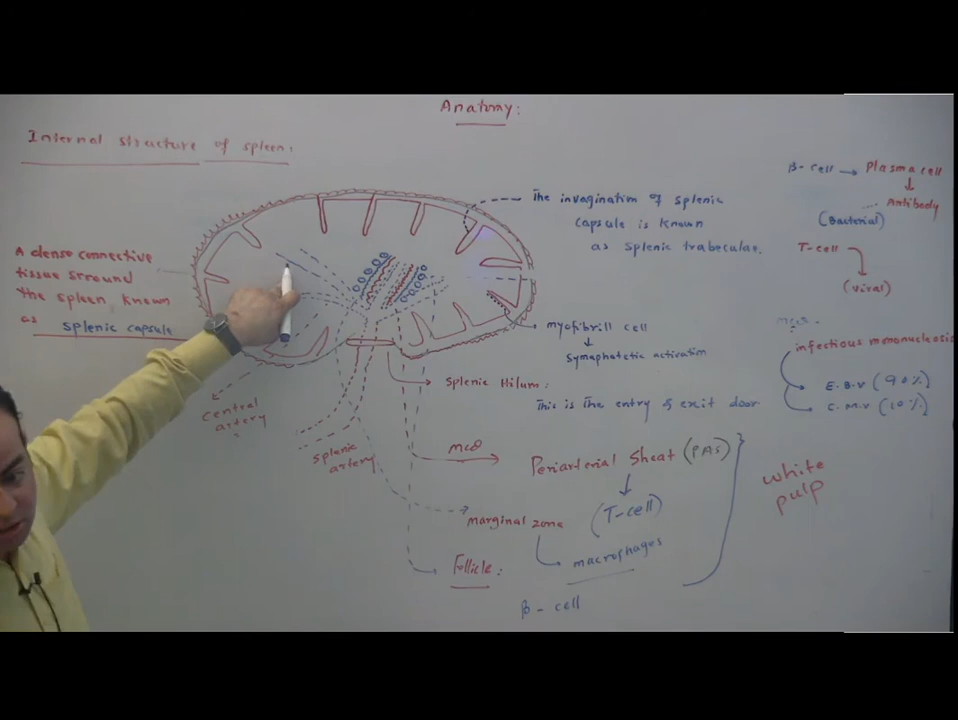 Anatomy:
Internal structure of spleen:
A dense connective
tissue srround
the spleen known
as splenic capsule
The invagination of splenic
capsule is known
as splenic trabeculae.
myofibrill cell
symaphatetic activation
splenic Hilum:
This is the entry & exit door
central
artery
splenic
artery
Periarterial Sheat (PAS)
(T-cell)
marginal zone
macrophages
Follicle:
β - cell
white
pulp
β-cell → Plasma cell
Antibody
(Bacterial)
T-cell
(viral)
infectious mononucleosis
E.B.V (90%)
C.M.V (10%)